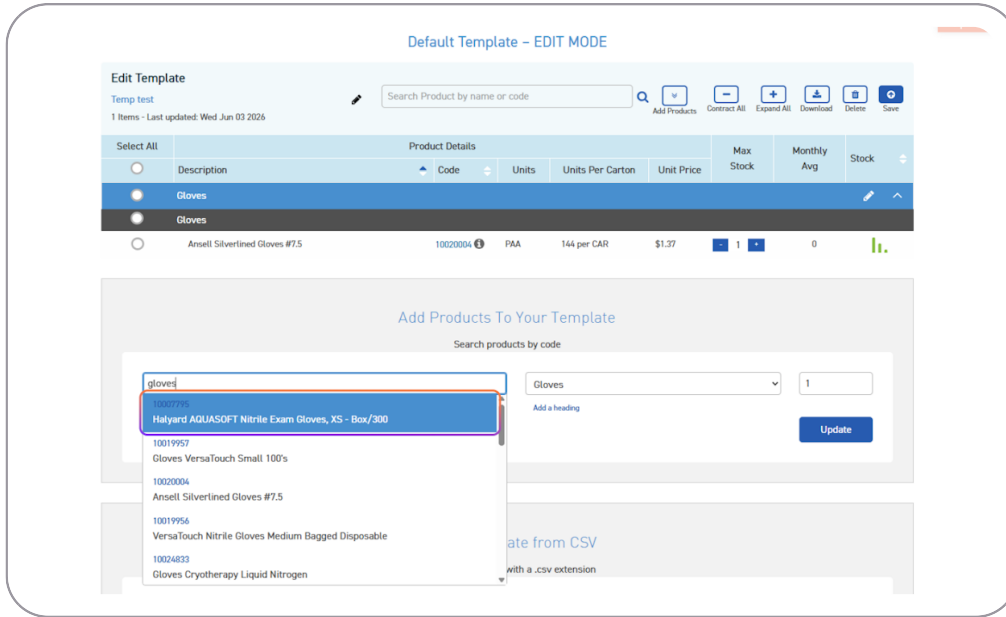 Default Template – EDIT MODE
Edit Template
Temp test
1 Items - Last updated: Wed Jun 03 2026
Search Product by name or code
Add Products
Contract All
Expand All
Download
Delete
Save
Select All
Product Details
Max Stock
Monthly Avg
Stock
Description
Code
Units
Units Per Carton
Unit Price
Gloves
Gloves
Ansell Silverlined Gloves #7.5
10020004
PAA
144 per CAR
$1.37
- 1 +
0
Add Products To Your Template
Search products by code
gloves
Gloves
1
Add a heading
Update
10007795
Halyard AQUASOFT Nitrile Exam Gloves, XS - Box/300
10019957
Gloves VersaTouch Small 100's
10020004
Ansell Silverlined Gloves #7.5
10019956
VersaTouch Nitrile Gloves Medium Bagged Disposable
10024833
Gloves Cryotherapy Liquid Nitrogen
ate from CSV
with a .csv extension